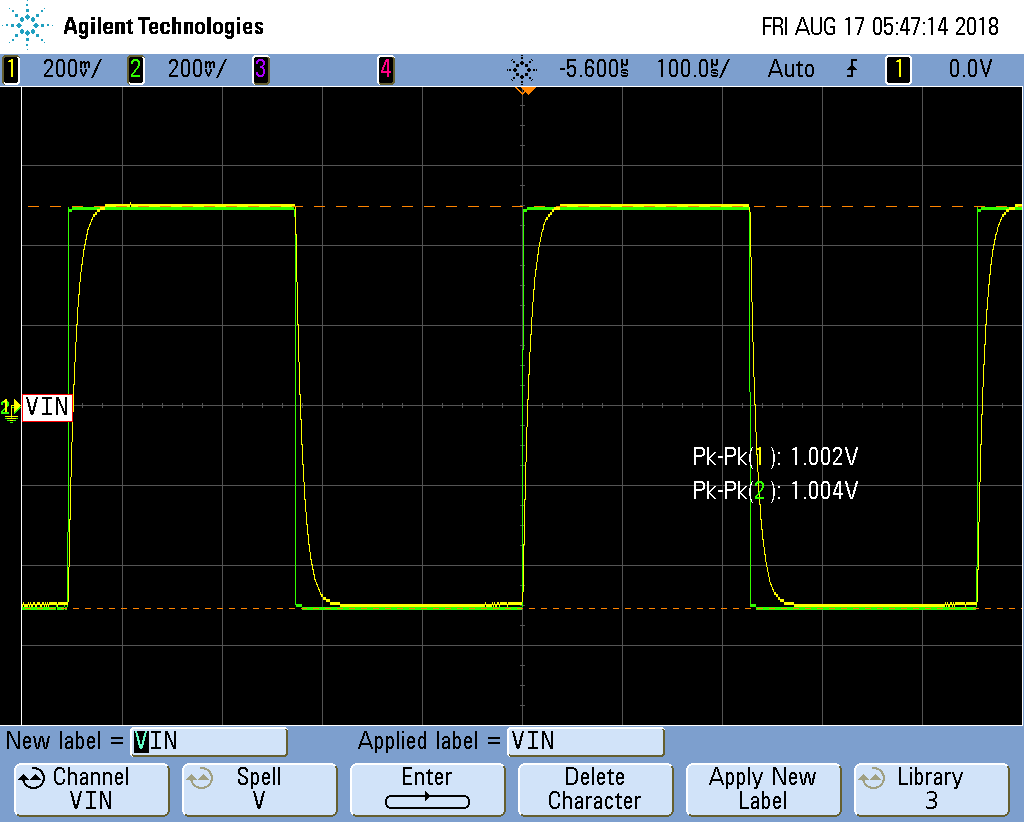 Agilent Technologies
FRI AUG 17 05:47:14 2018
1 200mV/ 2 200mV/ 3 4 -5.600µs 100.0µs/ Auto 1 0.0V
VIN
Pk-Pk(1): 1.002V
Pk-Pk(2): 1.004V
New label = VIN Applied label = VIN
Channel
VIN
Spell
V
Enter
Delete
Character
Apply New
Label
Library
3